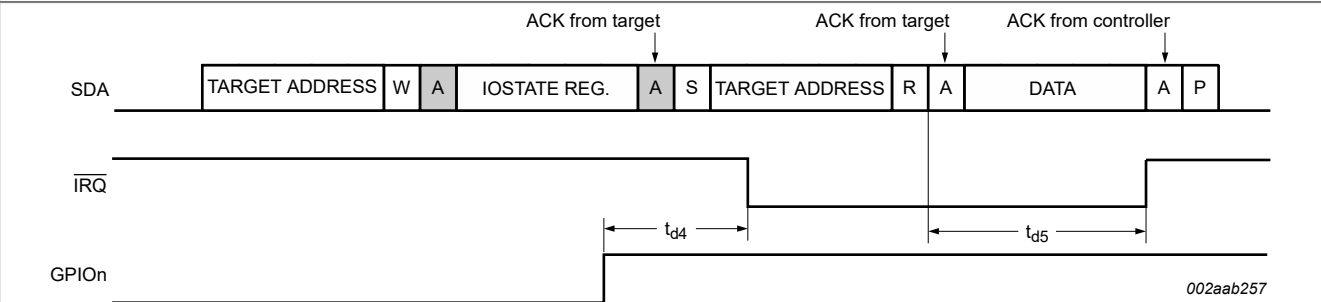 ACK from target ACK from target ACK from controller
SDA TARGET ADDRESS W A IOSTATE REG. A S TARGET ADDRESS R A DATA A P
IRQ
td4 td5
GPIOn
002aab257